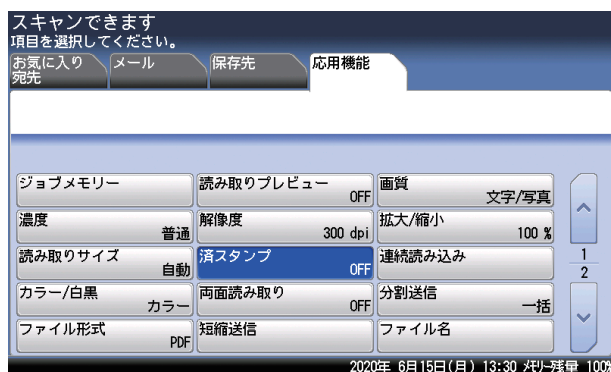 スキャンできます
項目を選択してください。
お気に入り
宛先
メール
保存先
応用機能
ジョブメモリー
読み取りプレビュー
OFF
画質
文字/写真
濃度
普通
解像度
300 dpi
拡大/縮小
100 %
読み取りサイズ
自動
済スタンプ
OFF
連続読み込み
1
2
カラー/白黒
カラー
両面読み取り
OFF
分割送信
一括
ファイル形式
PDF
短縮送信
ファイル名
2020年 6月15日(月) 13:30 メモリー残量 100%